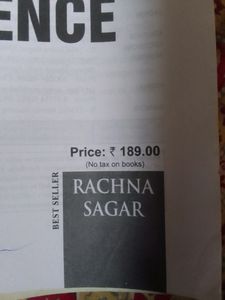 ENCE
Price: ₹ 189.00
(No tax on books)
BEST SELLER
RACHNA
SAGAR